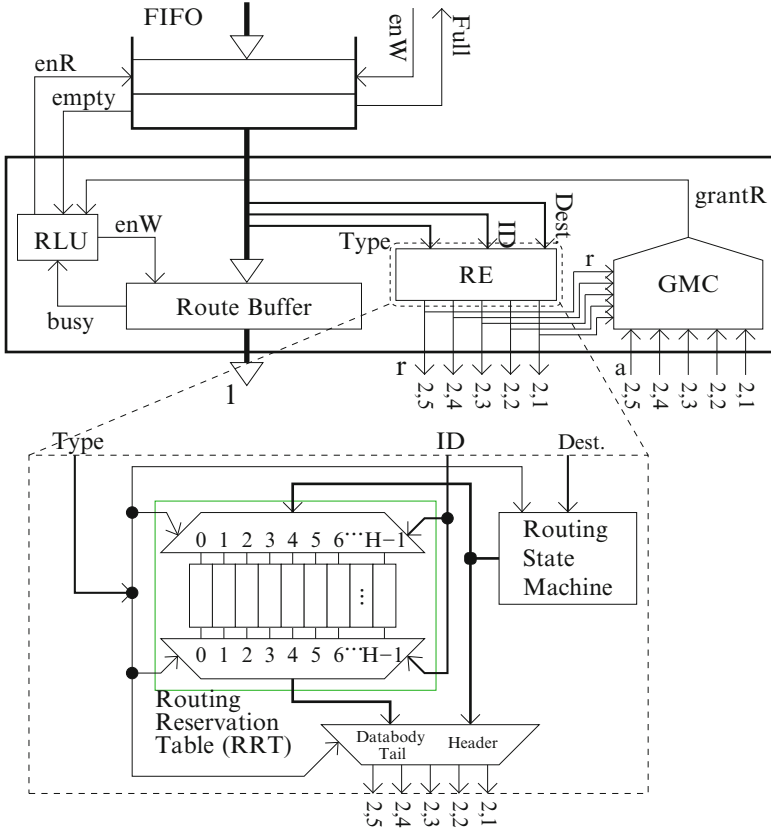 FIFO
enW
Full
enR
empty
grantR
Dest.
ID
Type
RLU
enW
RE
r
GMC
busy
Route Buffer
1
r
2,5
2,4
2,3
2,2
2,1
a
2,5
2,4
2,3
2,2
2,1
Type
ID
Dest.
0 1 2 3 4 5 6 ... H−1
Routing
State
Machine
...
0 1 2 3 4 5 6 ... H−1
Routing
Reservation
Table (RRT)
Databody
Tail
Header
2,5
2,4
2,3
2,2
2,1